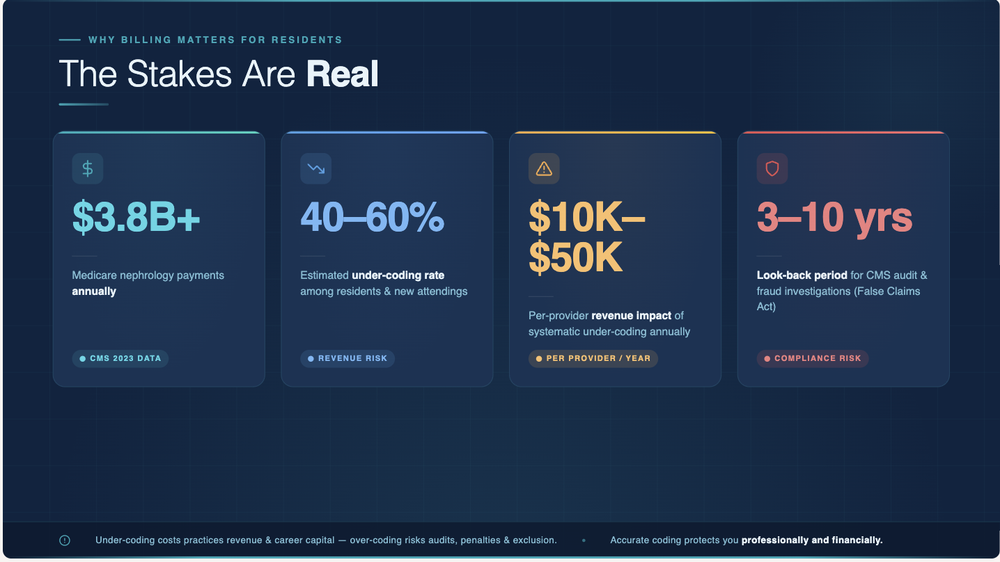 WHY BILLING MATTERS FOR RESIDENTS
The Stakes Are Real
$3.8B+
Medicare nephrology payments
annually
CMS 2023 DATA
40–60%
Estimated under-coding rate
among residents & new attendings
REVENUE RISK
$10K–
$50K
Per-provider revenue impact of
systematic under-coding annually
PER PROVIDER / YEAR
3–10 yrs
Look-back period for CMS audit &
fraud investigations (False Claims
Act)
COMPLIANCE RISK
Under-coding costs practices revenue & career capital — over-coding risks audits, penalties & exclusion. • Accurate coding protects you professionally and financially.